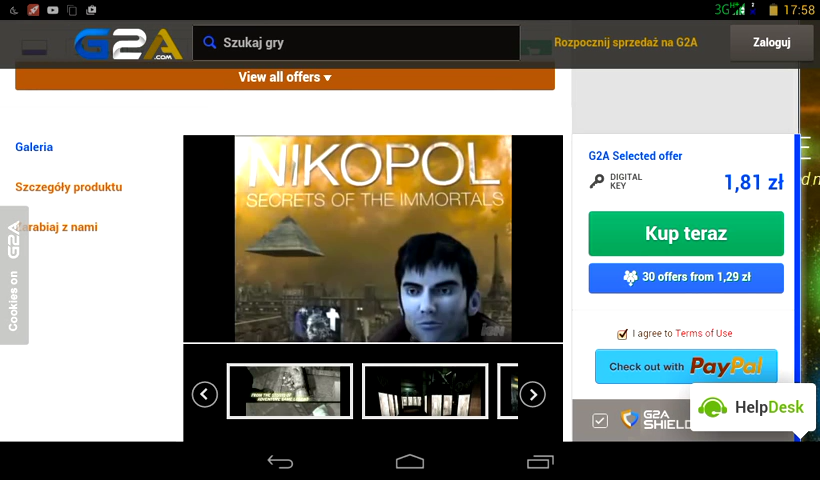 3G
H+
17:58
G2A
.COM
Szukaj gry
Rozpocznij sprzedaż na G2A
Zaloguj
View all offers
Galeria
Szczegóły produktu
Zarabiaj z nami
Cookies on G2A
NIKOPOL
SECRETS OF THE IMMORTALS
IGN
G2A Selected offer
DIGITAL
KEY
1,81 zł
Kup teraz
30 offers from 1,29 zł
I agree to Terms of Use
Check out with PayPal
G2A
SHIELD
HelpDesk